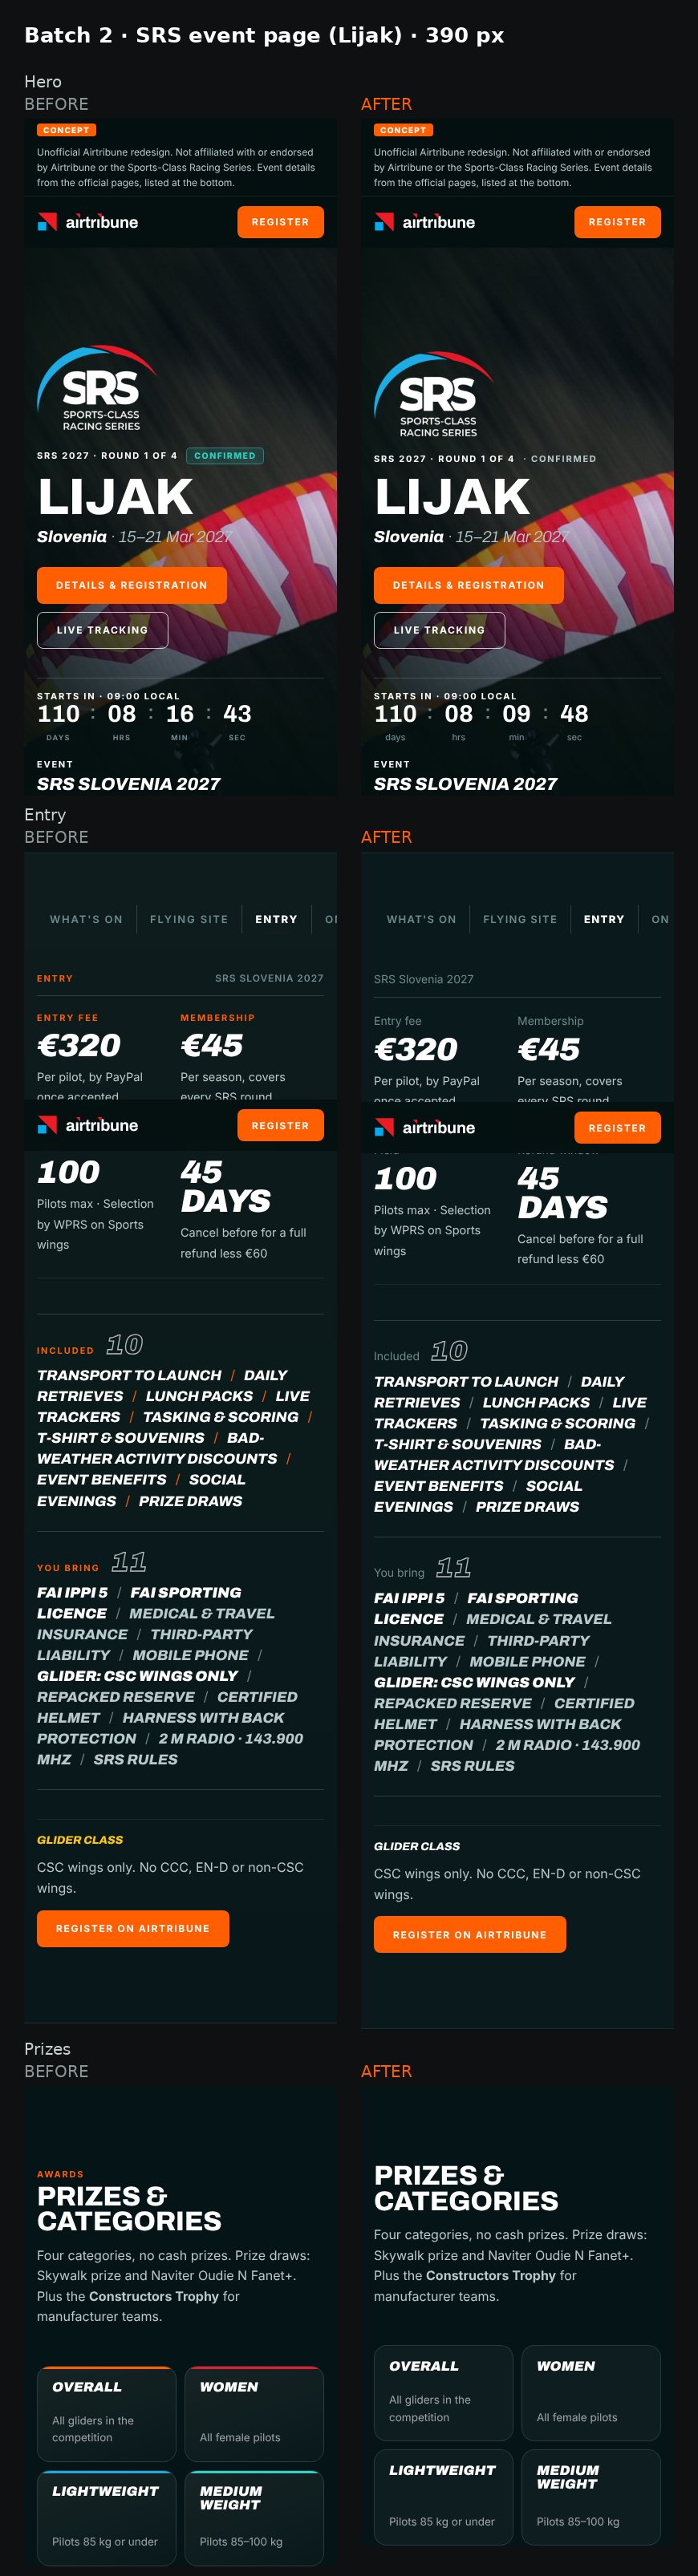 Batch 2 · SRS event page (Lijak) · 390 px
Hero
BEFORE
CONCEPT
Unofficial Airtribune redesign. Not affiliated with or endorsed
by Airtribune or the Sports-Class Racing Series. Event details
from the official pages, listed at the bottom.
airtribune
REGISTER
SRS
SPORTS-CLASS
RACING SERIES
SRS 2027 · ROUND 1 OF 4 CONFIRMED
LIJAK
Slovenia · 15–21 Mar 2027
DETAILS & REGISTRATION
LIVE TRACKING
STARTS IN · 09:00 LOCAL
110 : 08 : 16 : 43
DAYS HRS MIN SEC
EVENT
SRS SLOVENIA 2027
AFTER
CONCEPT
Unofficial Airtribune redesign. Not affiliated with or endorsed
by Airtribune or the Sports-Class Racing Series. Event details
from the official pages, listed at the bottom.
airtribune
REGISTER
SRS
SPORTS-CLASS
RACING SERIES
SRS 2027 · ROUND 1 OF 4 · CONFIRMED
LIJAK
Slovenia · 15–21 Mar 2027
DETAILS & REGISTRATION
LIVE TRACKING
STARTS IN · 09:00 LOCAL
110 : 08 : 09 : 48
days hrs min sec
EVENT
SRS SLOVENIA 2027
Entry
BEFORE
WHAT'S ON FLYING SITE ENTRY
ENTRY SRS SLOVENIA 2027
ENTRY FEE MEMBERSHIP
€320 €45
Per pilot, by PayPal Per season, covers
once accepted every SRS round
airtribune
REGISTER
100 45
DAYS
Pilots max · Selection
by WPRS on Sports
wings
Cancel before for a full
refund less €60
INCLUDED 10
TRANSPORT TO LAUNCH / DAILY
RETRIEVES / LUNCH PACKS / LIVE
TRACKERS / TASKING & SCORING /
T-SHIRT & SOUVENIRS / BAD-
WEATHER ACTIVITY DISCOUNTS /
EVENT BENEFITS / SOCIAL
EVENINGS / PRIZE DRAWS
YOU BRING 11
FAI IPPI 5 / FAI SPORTING
LICENCE / MEDICAL & TRAVEL
INSURANCE / THIRD-PARTY
LIABILITY / MOBILE PHONE /
GLIDER: CSC WINGS ONLY /
REPACKED RESERVE / CERTIFIED
HELMET / HARNESS WITH BACK
PROTECTION / 2 M RADIO · 143.900
MHZ / SRS RULES
GLIDER CLASS
CSC wings only. No CCC, EN-D or non-CSC
wings.
REGISTER ON AIRTRIBUNE
AFTER
WHAT'S ON FLYING SITE ENTRY ON
SRS Slovenia 2027
Entry fee Membership
€320 €45
Per pilot, by PayPal Per season, covers
once accepted every SRS round
airtribune
REGISTER
100 45
DAYS
Pilots max · Selection
by WPRS on Sports
wings
Cancel before for a full
refund less €60
Included 10
TRANSPORT TO LAUNCH / DAILY
RETRIEVES / LUNCH PACKS / LIVE
TRACKERS / TASKING & SCORING /
T-SHIRT & SOUVENIRS / BAD-
WEATHER ACTIVITY DISCOUNTS /
EVENT BENEFITS / SOCIAL
EVENINGS / PRIZE DRAWS
You bring 11
FAI IPPI 5 / FAI SPORTING
LICENCE / MEDICAL & TRAVEL
INSURANCE / THIRD-PARTY
LIABILITY / MOBILE PHONE /
GLIDER: CSC WINGS ONLY /
REPACKED RESERVE / CERTIFIED
HELMET / HARNESS WITH BACK
PROTECTION / 2 M RADIO · 143.900
MHZ / SRS RULES
GLIDER CLASS
CSC wings only. No CCC, EN-D or non-CSC
wings.
REGISTER ON AIRTRIBUNE
Prizes
BEFORE
AWARDS
PRIZES &
CATEGORIES
Four categories, no cash prizes. Prize draws:
Skywalk prize and Naviter Oudie N Fanet+.
Plus the Constructors Trophy for
manufacturer teams.
OVERALL
All gliders in the
competition
WOMEN
All female pilots
LIGHTWEIGHT
Pilots 85 kg or under
MEDIUM
WEIGHT
Pilots 85–100 kg
AFTER
PRIZES &
CATEGORIES
Four categories, no cash prizes. Prize draws:
Skywalk prize and Naviter Oudie N Fanet+.
Plus the Constructors Trophy for
manufacturer teams.
OVERALL
All gliders in the
competition
WOMEN
All female pilots
LIGHTWEIGHT
Pilots 85 kg or under
MEDIUM
WEIGHT
Pilots 85–100 kg